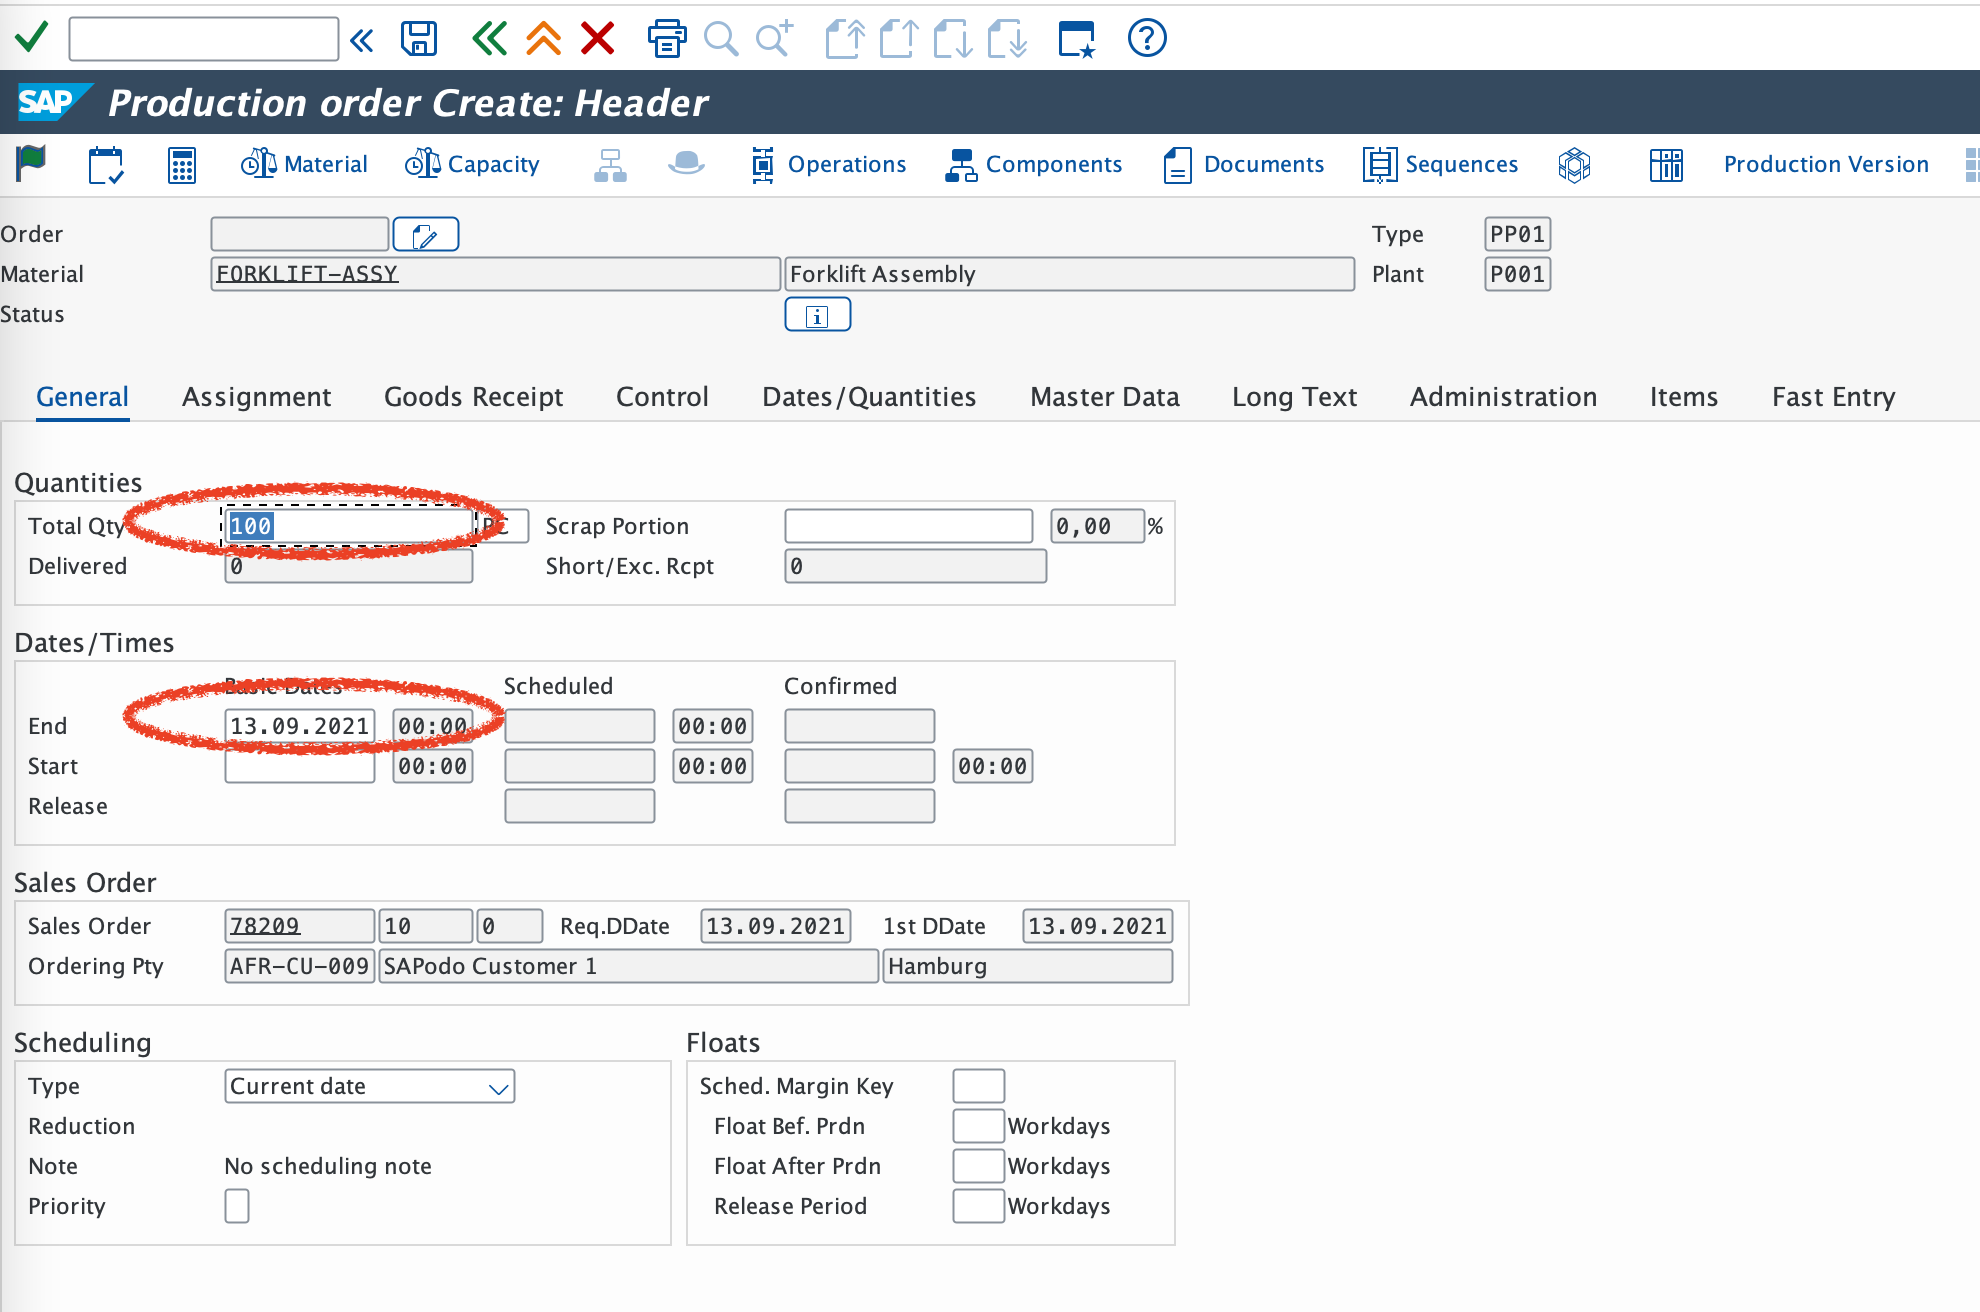 SAP Production order Create: Header
Material Capacity Operations Components Documents Sequences Production Version
Order Type PP01
Material FORKLIFT-ASSY Forklift Assembly Plant P001
Status
General Assignment Goods Receipt Control Dates/Quantities Master Data Long Text Administration Items Fast Entry
Quantities
Total Qty 100 PC Scrap Portion 0,00 %
Delivered 0 Short/Exc. Rcpt 0
Dates/Times
Basic Dates Scheduled Confirmed
End 13.09.2021 00:00 00:00
Start 00:00 00:00 00:00
Release
Sales Order
Sales Order 78209 10 0 Req.DDate 13.09.2021 1st DDate 13.09.2021
Ordering Pty AFR-CU-009 SAPodo Customer 1 Hamburg
Scheduling Floats
Type Current date Sched. Margin Key
Reduction Float Bef. Prdn Workdays
Note No scheduling note Float After Prdn Workdays
Priority Release Period Workdays